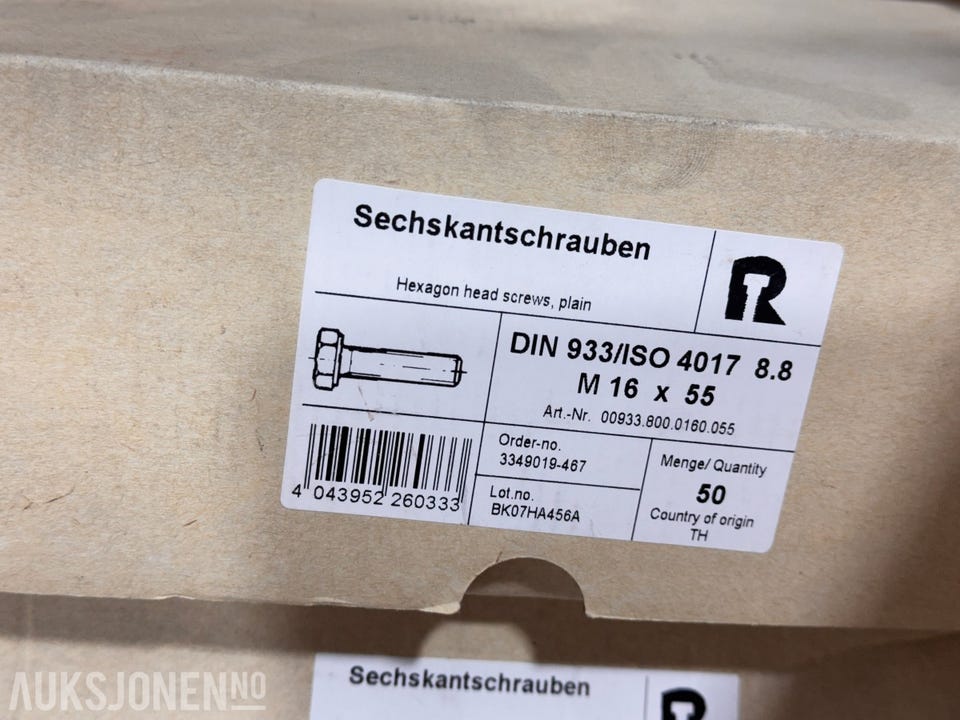 Sechskantschrauben
Hexagon head screws, plain
R
DIN 933/ISO 4017 8.8
M 16 x 55
Art.-Nr. 00933.800.0160.055
4 043952 260333
Order-no.
3349019-467
Lot.no.
BK07HA456A
Menge/ Quantity
50
Country of origin
TH
Sechskantschrauben
R
AUKSJONEN.NO